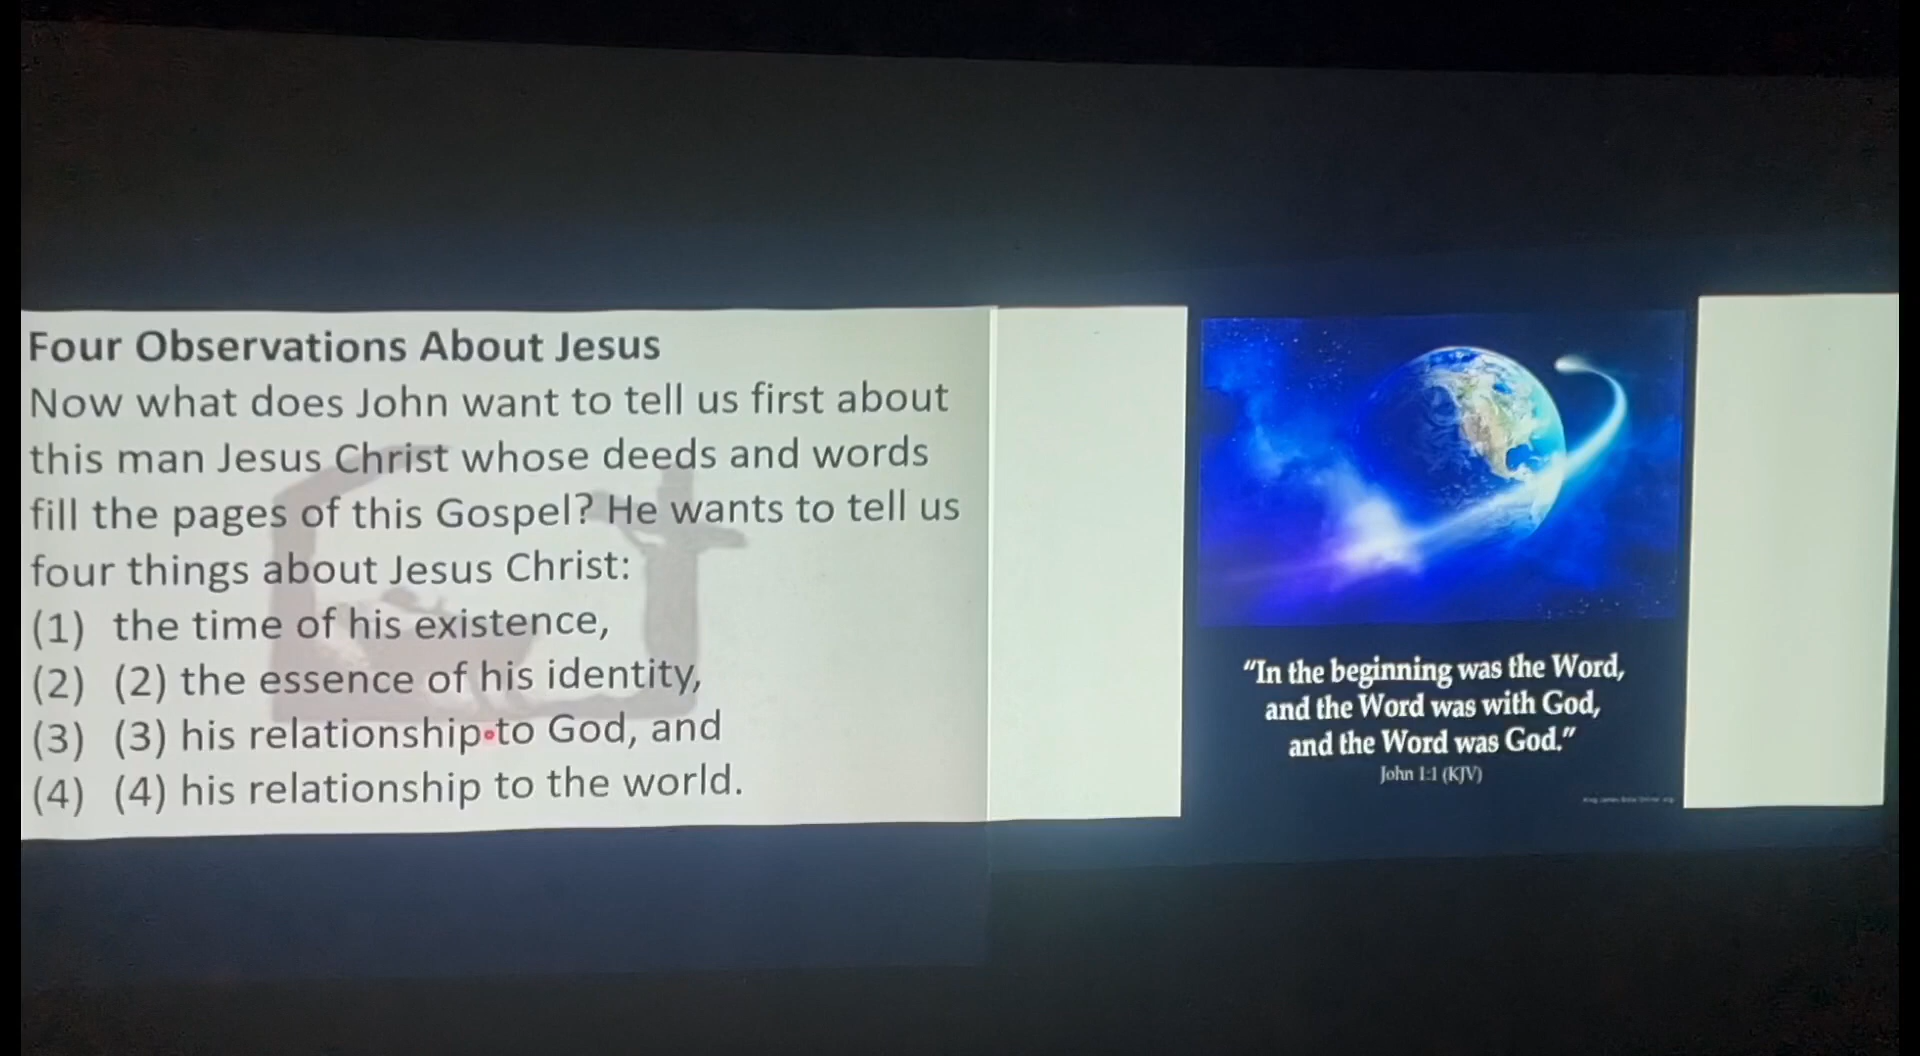 Four Observations About Jesus
Now what does John want to tell us first about
this man Jesus Christ whose deeds and words
fill the pages of this Gospel? He wants to tell us
four things about Jesus Christ:
(1) the time of his existence,
(2) (2) the essence of his identity,
(3) (3) his relationship to God, and
(4) (4) his relationship to the world.
“In the beginning was the Word,
and the Word was with God,
and the Word was God.”
John 1:1 (KJV)